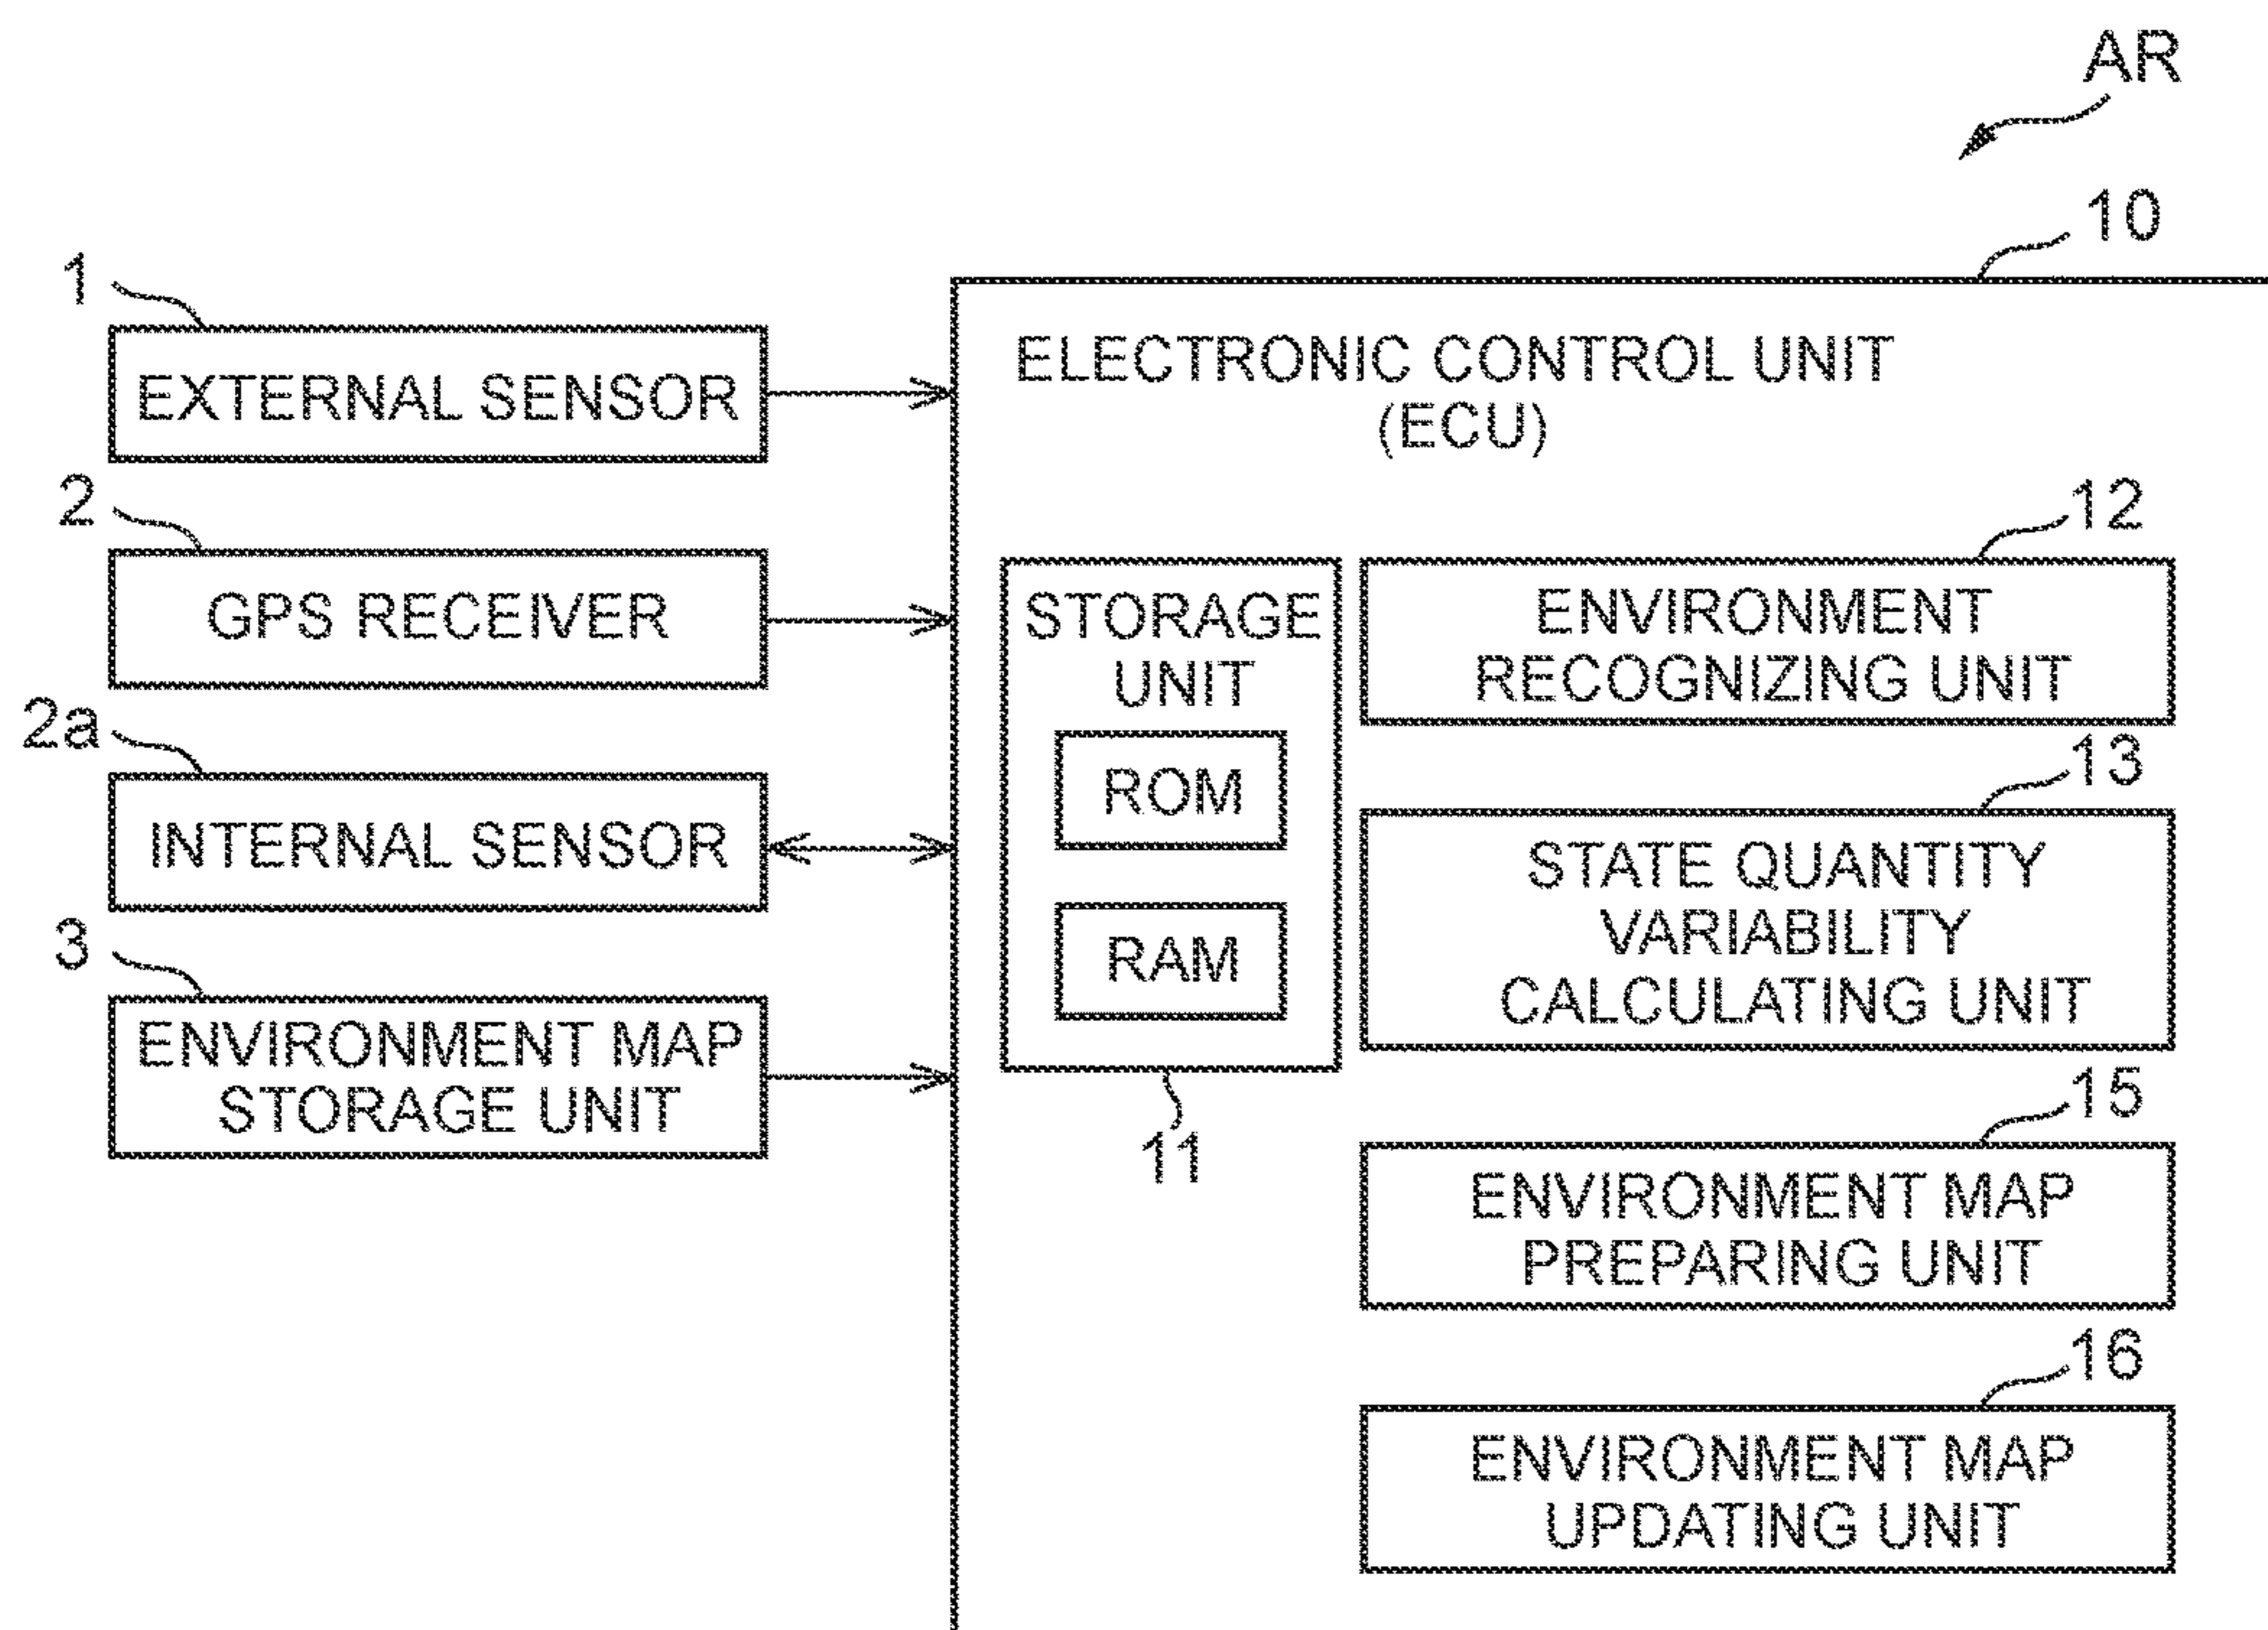 AR
10
1
EXTERNAL SENSOR
2
GPS RECEIVER
2a
INTERNAL SENSOR
3
ENVIRONMENT MAP
STORAGE UNIT
ELECTRONIC CONTROL UNIT
(ECU)
STORAGE
UNIT
ROM
RAM
11
12
ENVIRONMENT
RECOGNIZING UNIT
13
STATE QUANTITY
VARIABILITY
CALCULATING UNIT
15
ENVIRONMENT MAP
PREPARING UNIT
16
ENVIRONMENT MAP
UPDATING UNIT